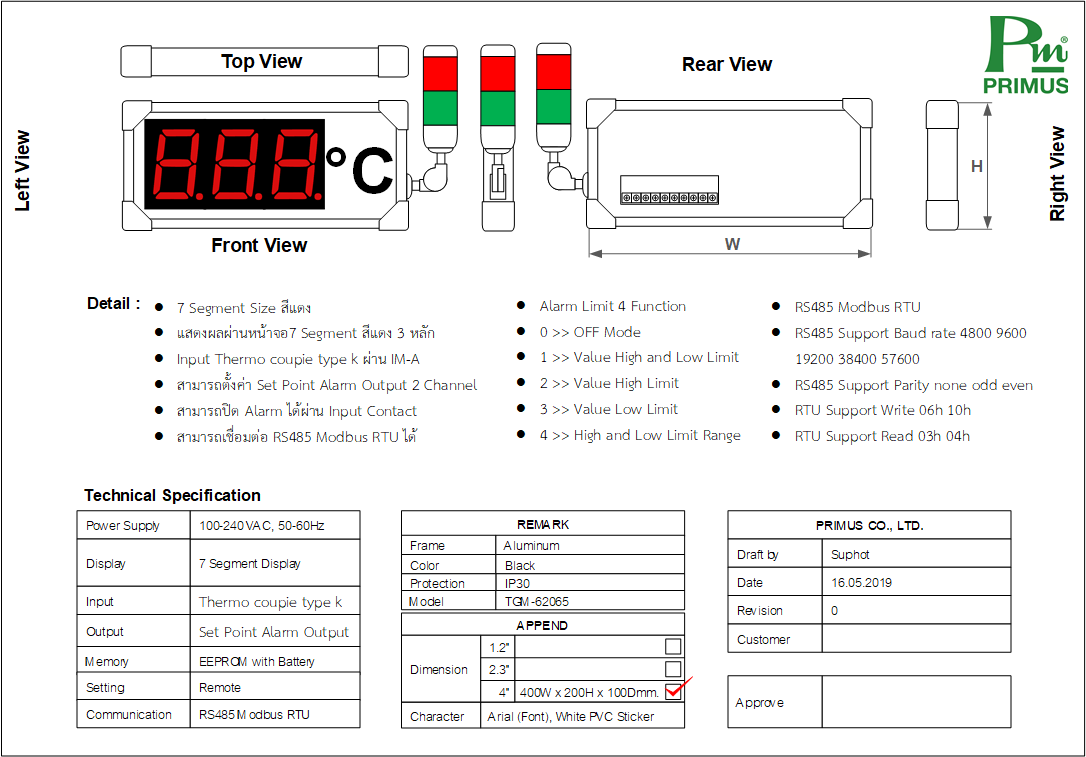 Top View
Rear View
Pm®
PRIMUS
Left View
8.8.8.°C
H
Right View
Front View
W
Detail :
● 7 Segment Size สีแดง
● แสดงผลผ่านหน้าจอ7 Segment สีแดง 3 หลัก
● Input Thermo coupie type k ผ่าน IM-A
● สามารถตั้งค่า Set Point Alarm Output 2 Channel
● สามารถปิด Alarm ได้ผ่าน Input Contact
● สามารถเชื่อมต่อ RS485 Modbus RTU ได้
● Alarm Limit 4 Function
● 0 >> OFF Mode
● 1 >> Value High and Low Limit
● 2 >> Value High Limit
● 3 >> Value Low Limit
● 4 >> High and Low Limit Range
● RS485 Modbus RTU
● RS485 Support Baud rate 4800 9600
19200 38400 57600
● RS485 Support Parity none odd even
● RTU Support Write 06h 10h
● RTU Support Read 03h 04h
Technical Specification
Power Supply 100-240VAC, 50-60Hz
Display 7 Segment Display
Input Thermo coupie type k
Output Set Point Alarm Output
Memory EEPROM with Battery
Setting Remote
Communication RS485Modbus RTU
REMARK
Frame Aluminum
Color Black
Protection IP30
Model TGM-62065
APPEND
Dimension
1.2"
2.3"
4" 400W x 200H x 100Dmm.
Character Arial (Font), White PVC Sticker
PRIMUS CO., LTD.
Draft by Suphot
Date 16.05.2019
Revision 0
Customer
Approve